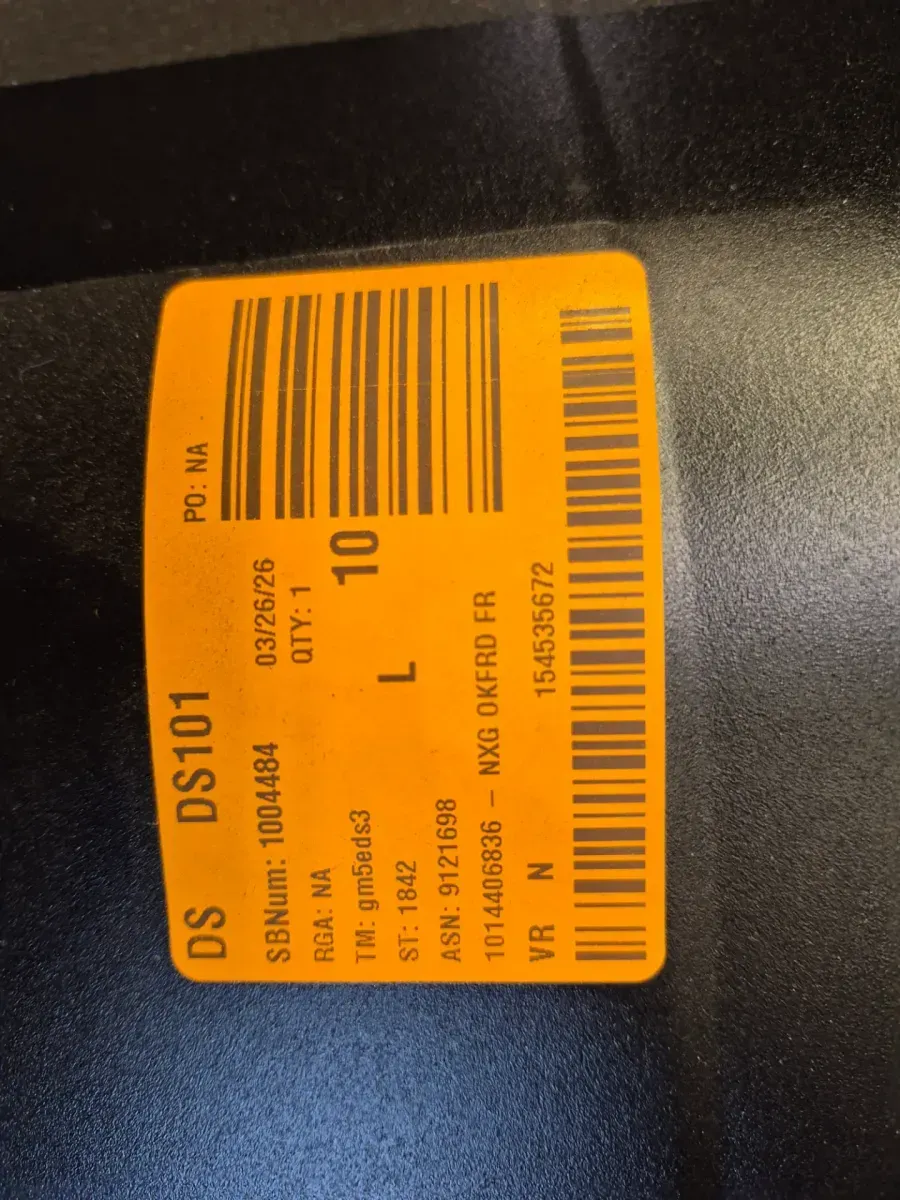 DS DS101 PO: NA
SBNum: 1004484 03/26/26
RGA: NA QTY: 1
TM: gm5eds3 10
ST: 1842 L
ASN: 9121698
1014406836 – NXG OKFRD FR
VR N 154535672